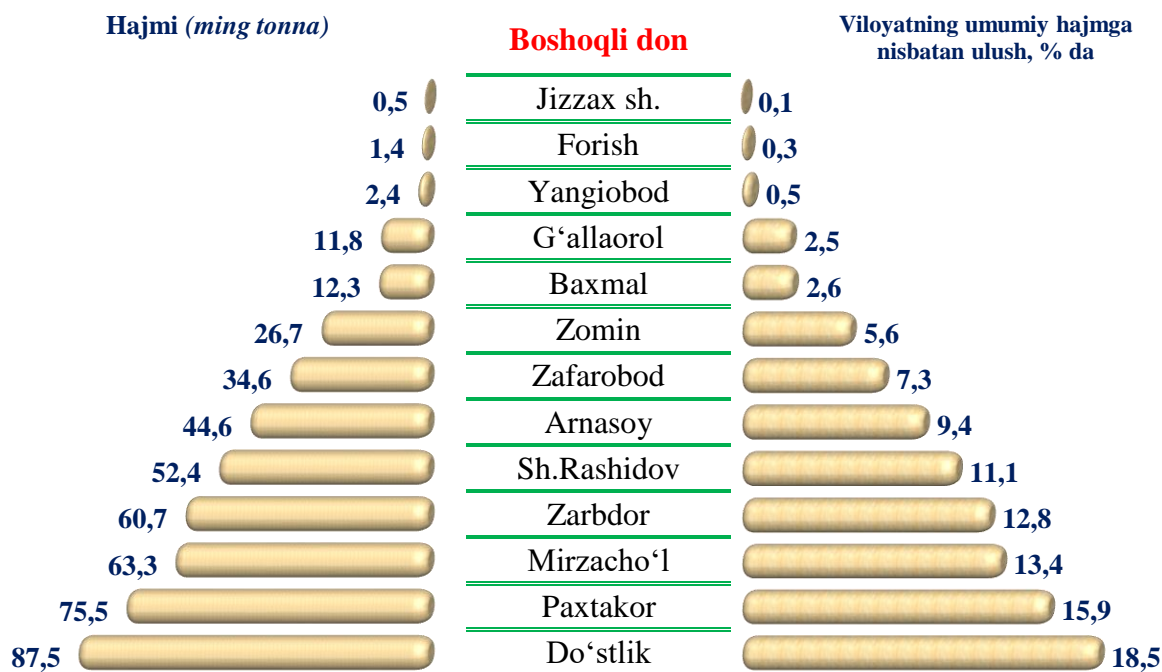 Hajmi (ming tonna)
Boshoqli don
Viloyatning umumiy hajmga
nisbatan ulush, % da
0,5 Jizzax sh. 0,1
1,4 Forish 0,3
2,4 Yangiobod 0,5
11,8 G‘allaorol 2,5
12,3 Baxmal 2,6
26,7 Zomin 5,6
34,6 Zafarobod 7,3
44,6 Arnasoy 9,4
52,4 Sh.Rashidov 11,1
60,7 Zarbdor 12,8
63,3 Mirzacho‘l 13,4
75,5 Paxtakor 15,9
87,5 Do‘stlik 18,5